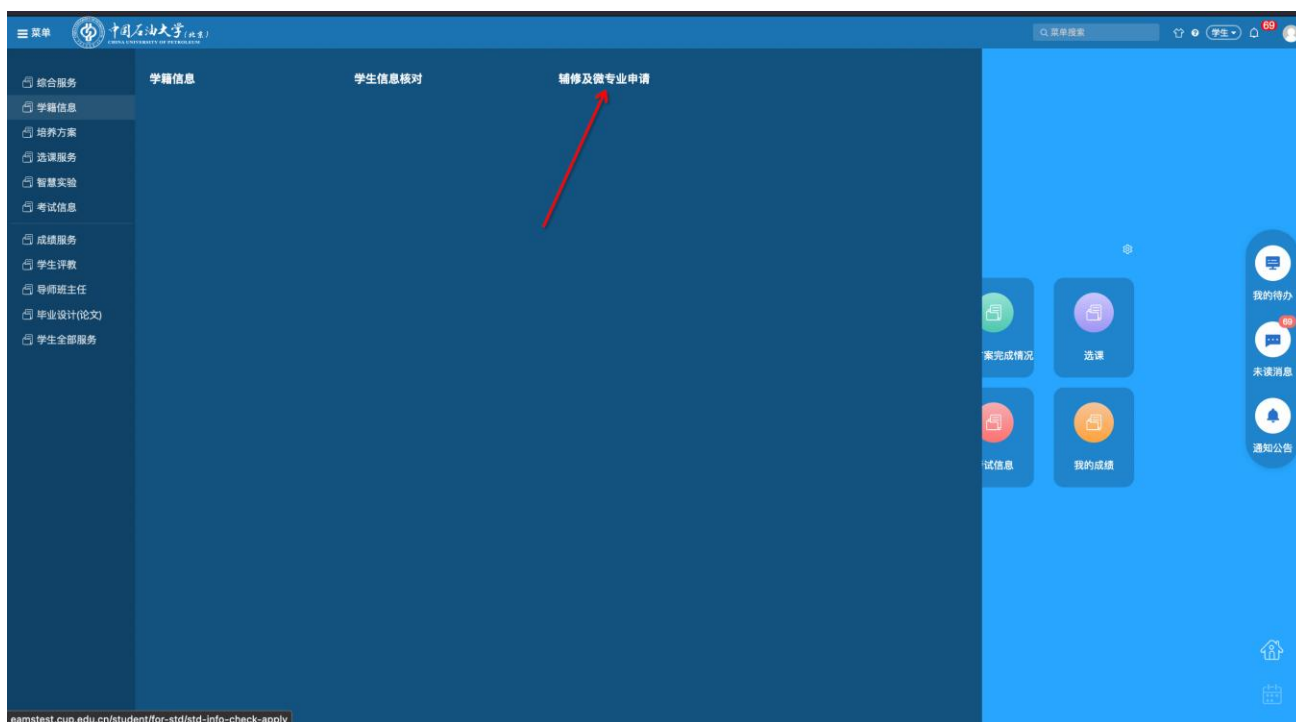 菜单
中国石油大学(北京)
CHINA UNIVERSITY OF PETROLEUM
菜单搜索
学生
69
综合服务
学籍信息
培养方案
选课服务
智慧实验
考试信息
成绩服务
学生评教
导师班主任
毕业设计(论文)
学生全部服务
学籍信息
学生信息核对
辅修及微专业申请
案完成情况
选课
试信息
我的成绩
我的待办
69
未读消息
通知公告
eamstest.cup.edu.cn/student/for-std/std-info-check-apply